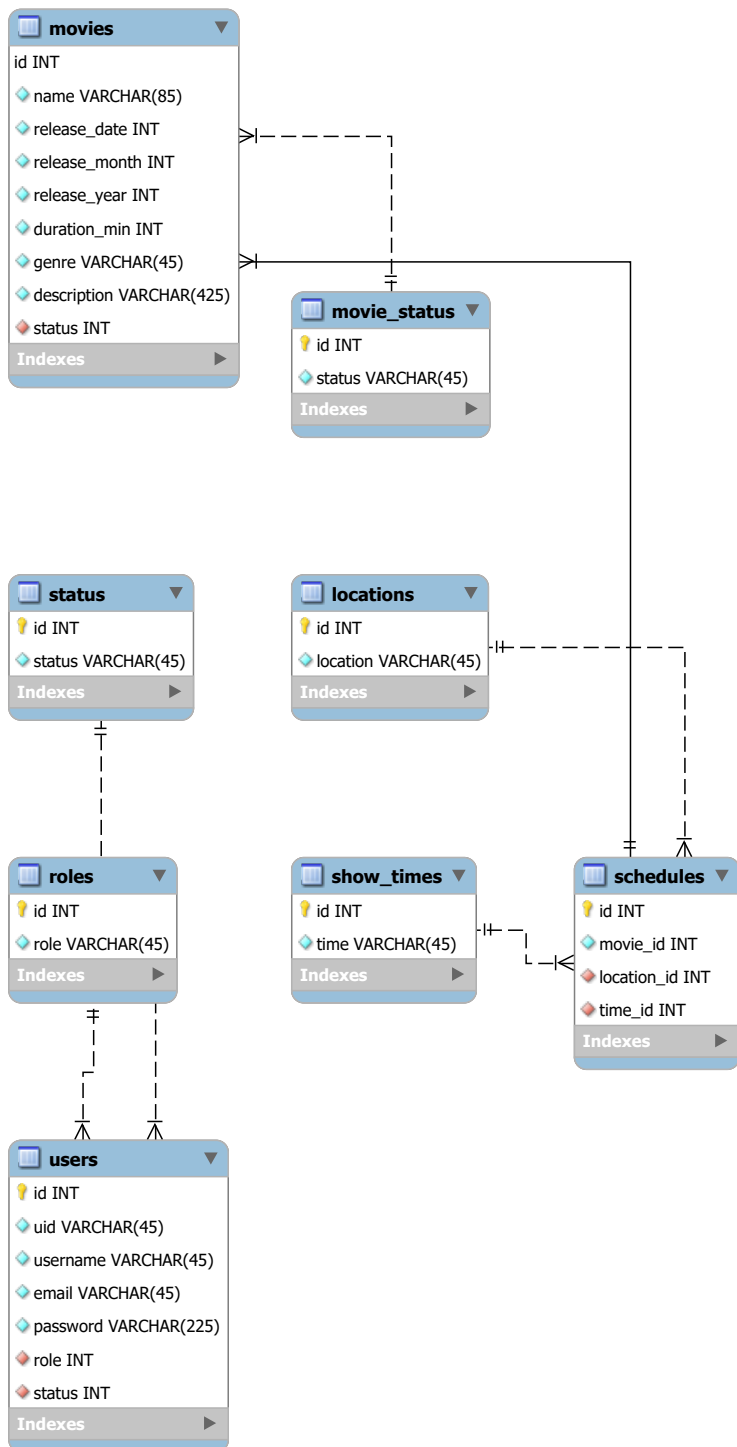 movies
id INT
name VARCHAR(85)
release_date INT
release_month INT
release_year INT
duration_min INT
genre VARCHAR(45)
description VARCHAR(425)
status INT
Indexes
movie_status
id INT
status VARCHAR(45)
Indexes
status
id INT
status VARCHAR(45)
Indexes
locations
id INT
location VARCHAR(45)
Indexes
roles
id INT
role VARCHAR(45)
Indexes
show_times
id INT
time VARCHAR(45)
Indexes
schedules
id INT
movie_id INT
location_id INT
time_id INT
Indexes
users
id INT
uid VARCHAR(45)
username VARCHAR(45)
email VARCHAR(45)
password VARCHAR(225)
role INT
status INT
Indexes